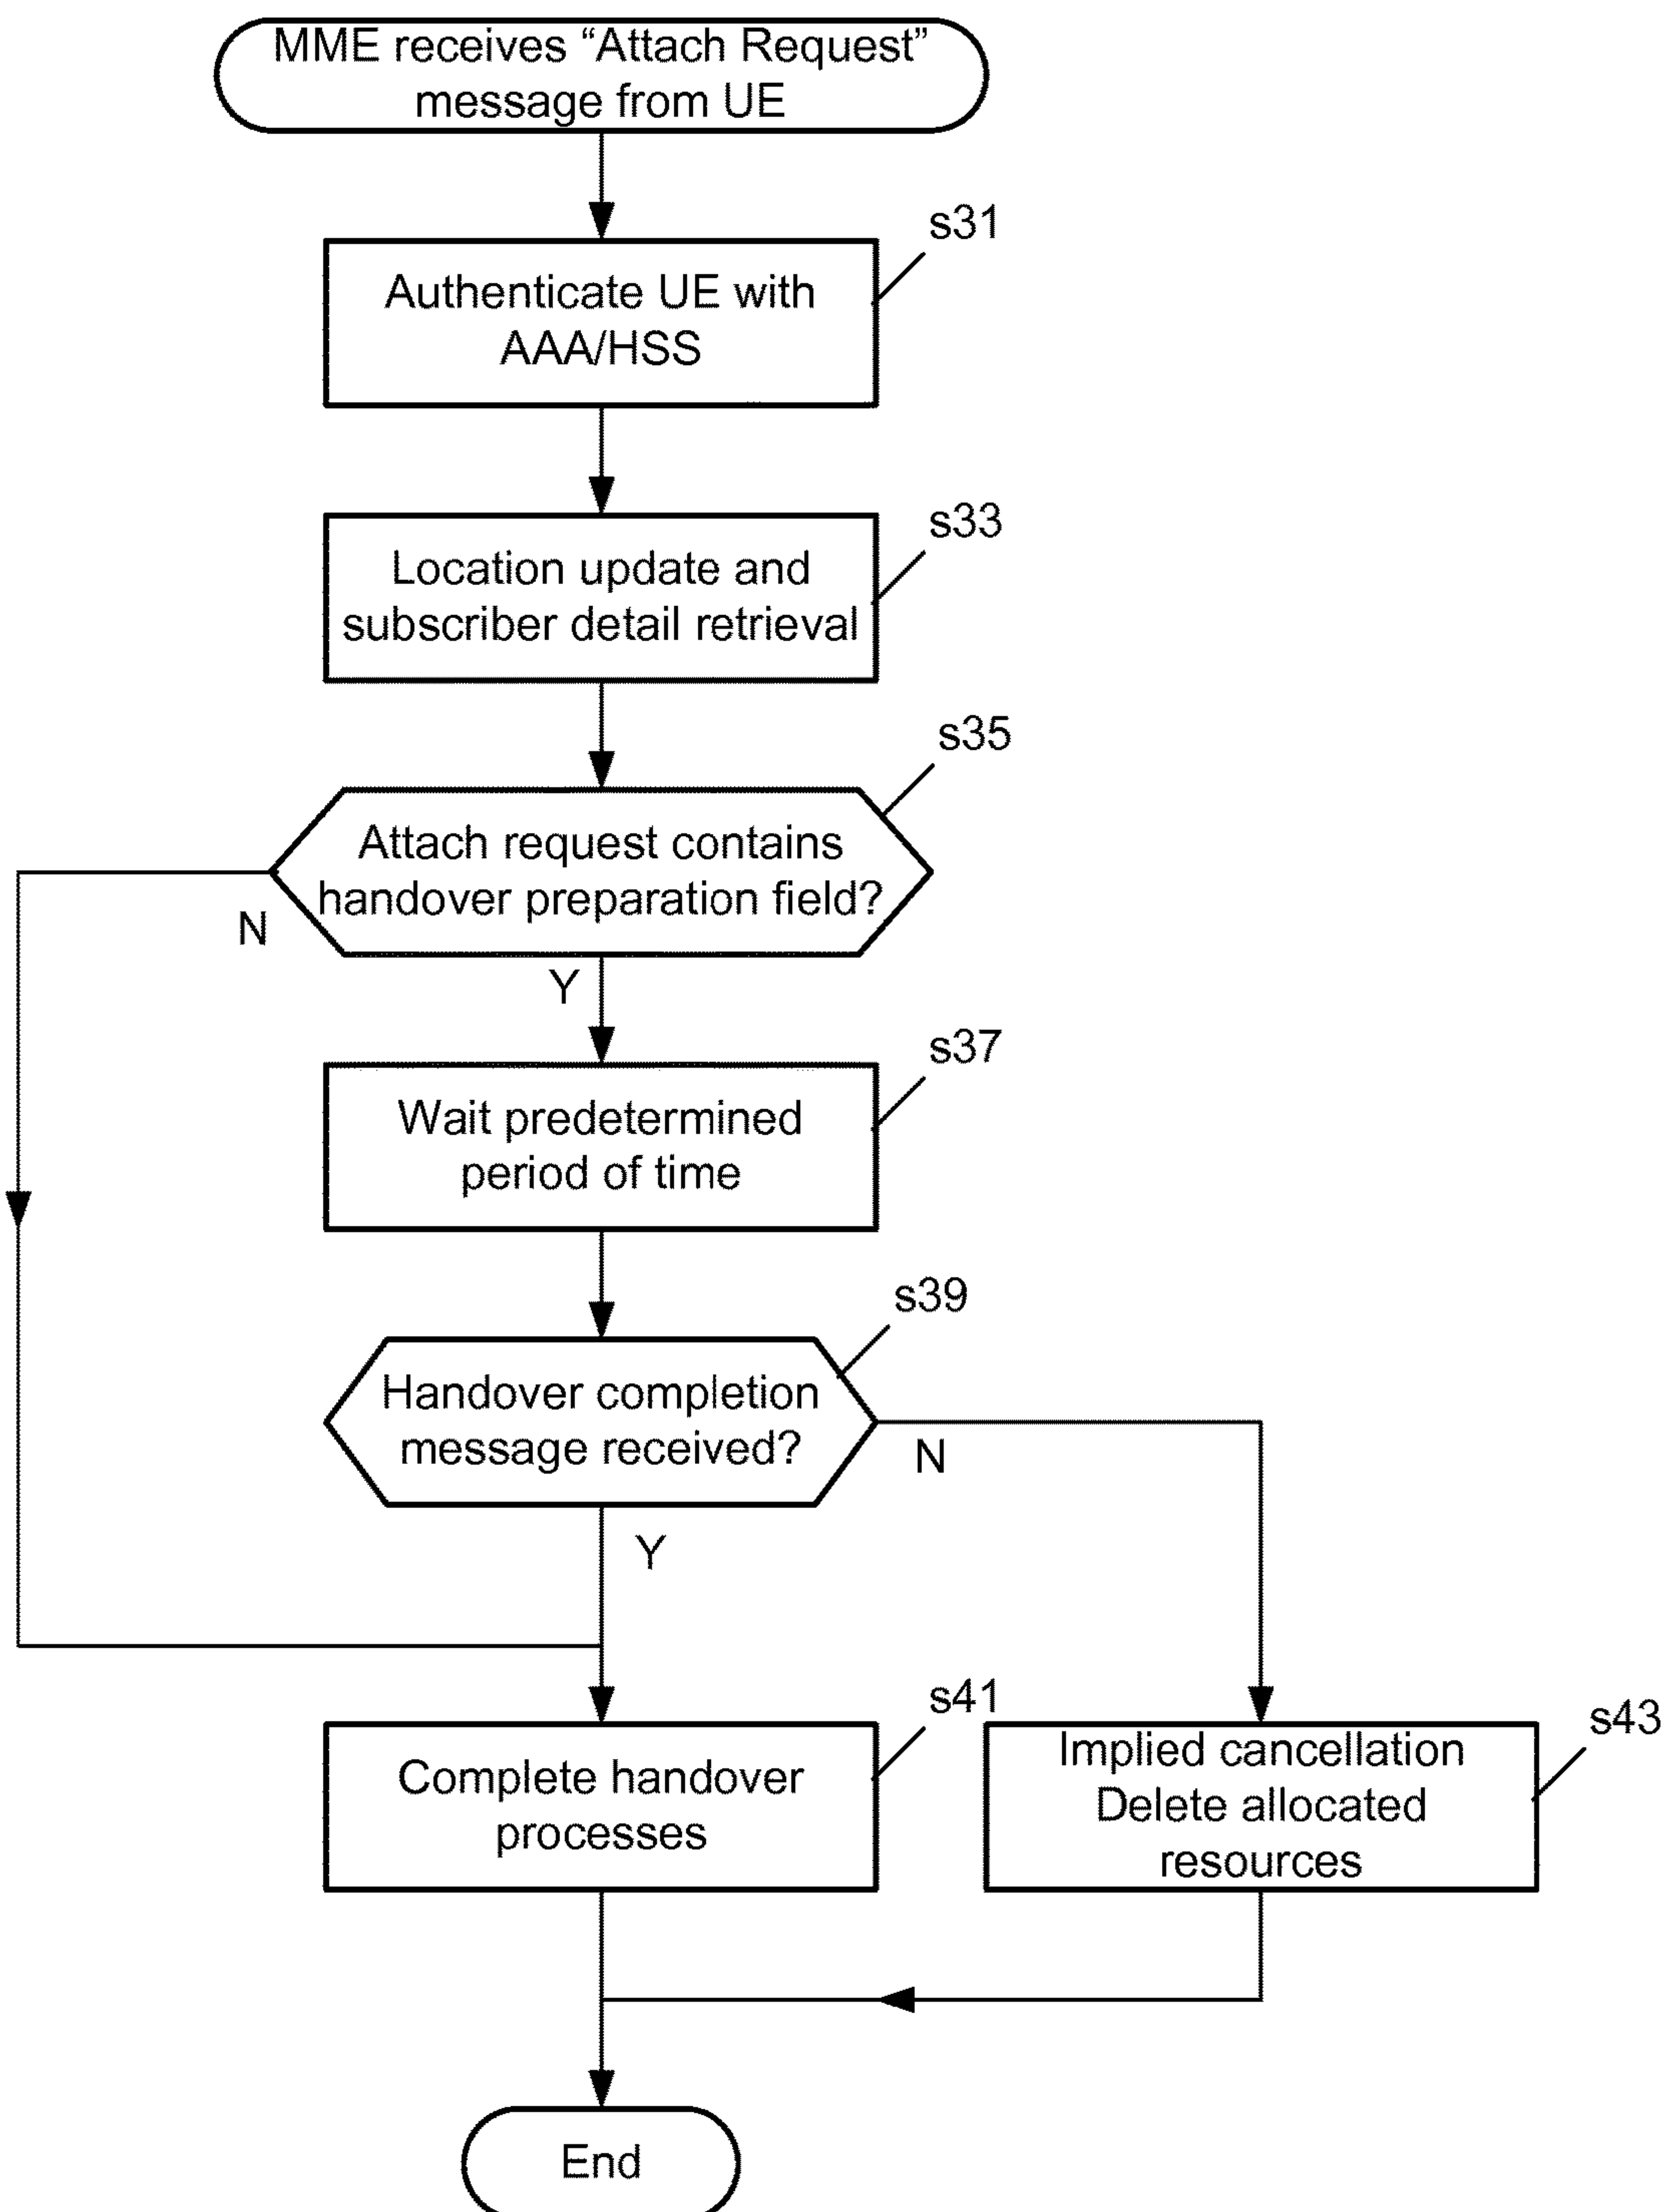 MME receives “Attach Request”
message from UE
s31
Authenticate UE with
AAA/HSS
s33
Location update and
subscriber detail retrieval
s35
Attach request contains
handover preparation field?
N
Y
s37
Wait predetermined
period of time
s39
Handover completion
message received?
N
Y
s41
Complete handover
processes
s43
Implied cancellation
Delete allocated
resources
End